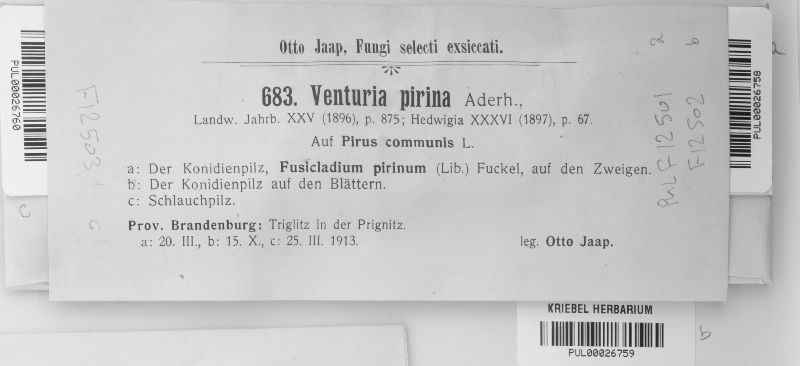 Otto Jaap, Fungi selecti exsiccati.
683. Venturia pirina Aderh.,
Landw. Jahrb. XXV (1896), p. 875; Hedwigia XXXVI (1897), p. 67.
Auf Pirus communis L.
a: Der Konidienpilz, Fusicladium pirinum (Lib.) Fuckel, auf den Zweigen.
b: Der Konidienpilz auf den Blättern.
c: Schlauchpilz.
Prov. Brandenburg: Triglitz in der Prignitz.
a: 20. III., b: 15. X., c: 25. III. 1913.
leg. Otto Jaap.
PUL00026760
c
F12503 c
PUL F12501 a
F12502 b
PUL00026758
a
KRIEBEL HERBARIUM
PUL00026759
b